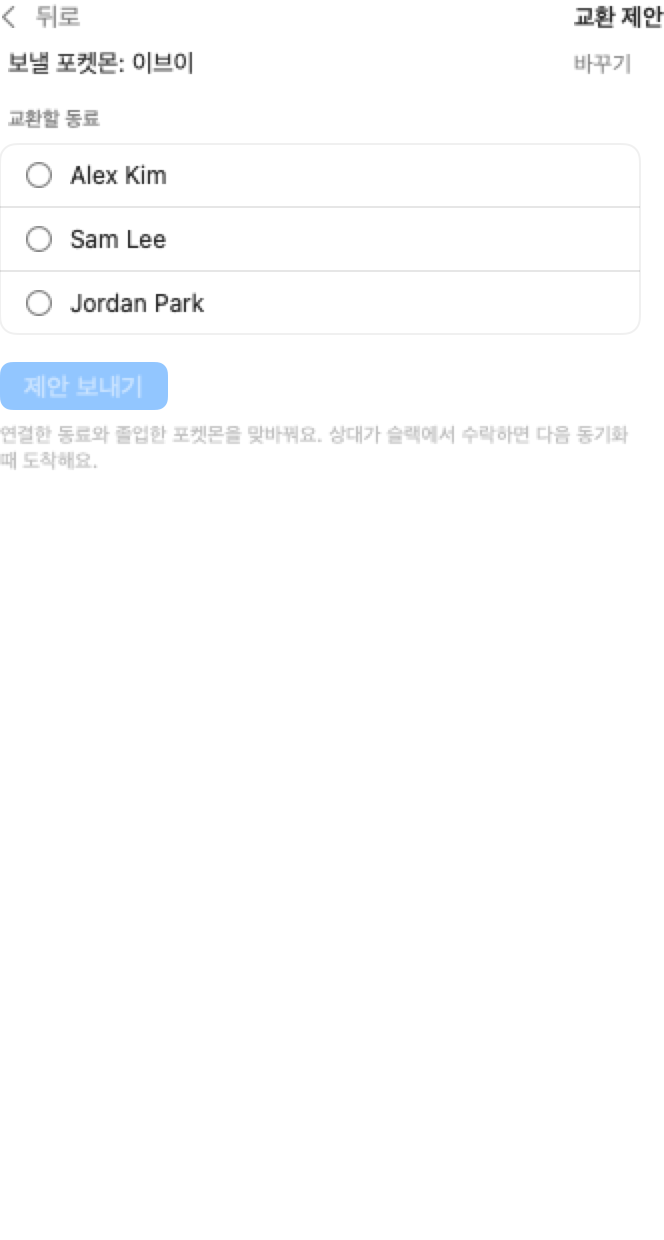 뒤로 교환 제안
보낼 포켓몬: 이브이 바꾸기
교환할 동료
Alex Kim
Sam Lee
Jordan Park
제안 보내기
연결한 동료와 졸업한 포켓몬을 맞바꿔요. 상대가 슬랙에서 수락하면 다음 동기화
때 도착해요.